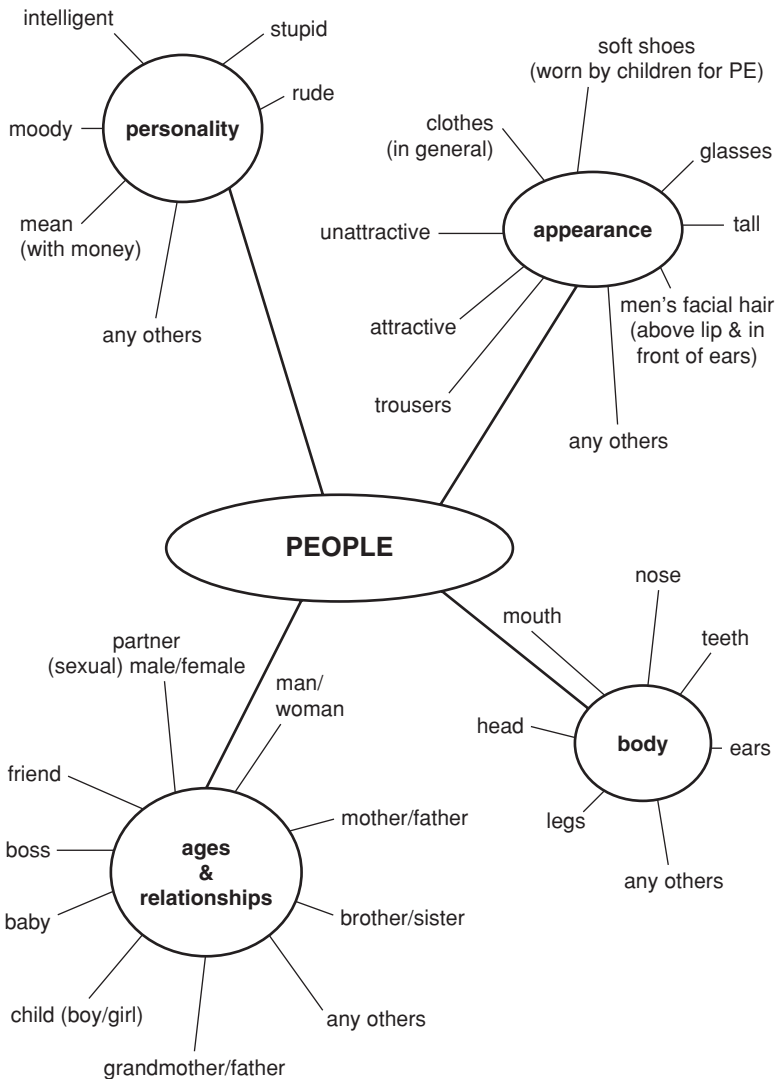 intelligent
stupid
rude
moody
personality
mean
(with money)
any others
soft shoes
(worn by children for PE)
clothes
(in general)
glasses
unattractive
appearance
tall
attractive
men's facial hair
(above lip & in
front of ears)
trousers
any others
PEOPLE
partner
(sexual) male/female
man/
woman
friend
mother/father
boss
ages
&
relationships
baby
brother/sister
child (boy/girl)
any others
grandmother/father
nose
mouth
teeth
head
body
ears
legs
any others